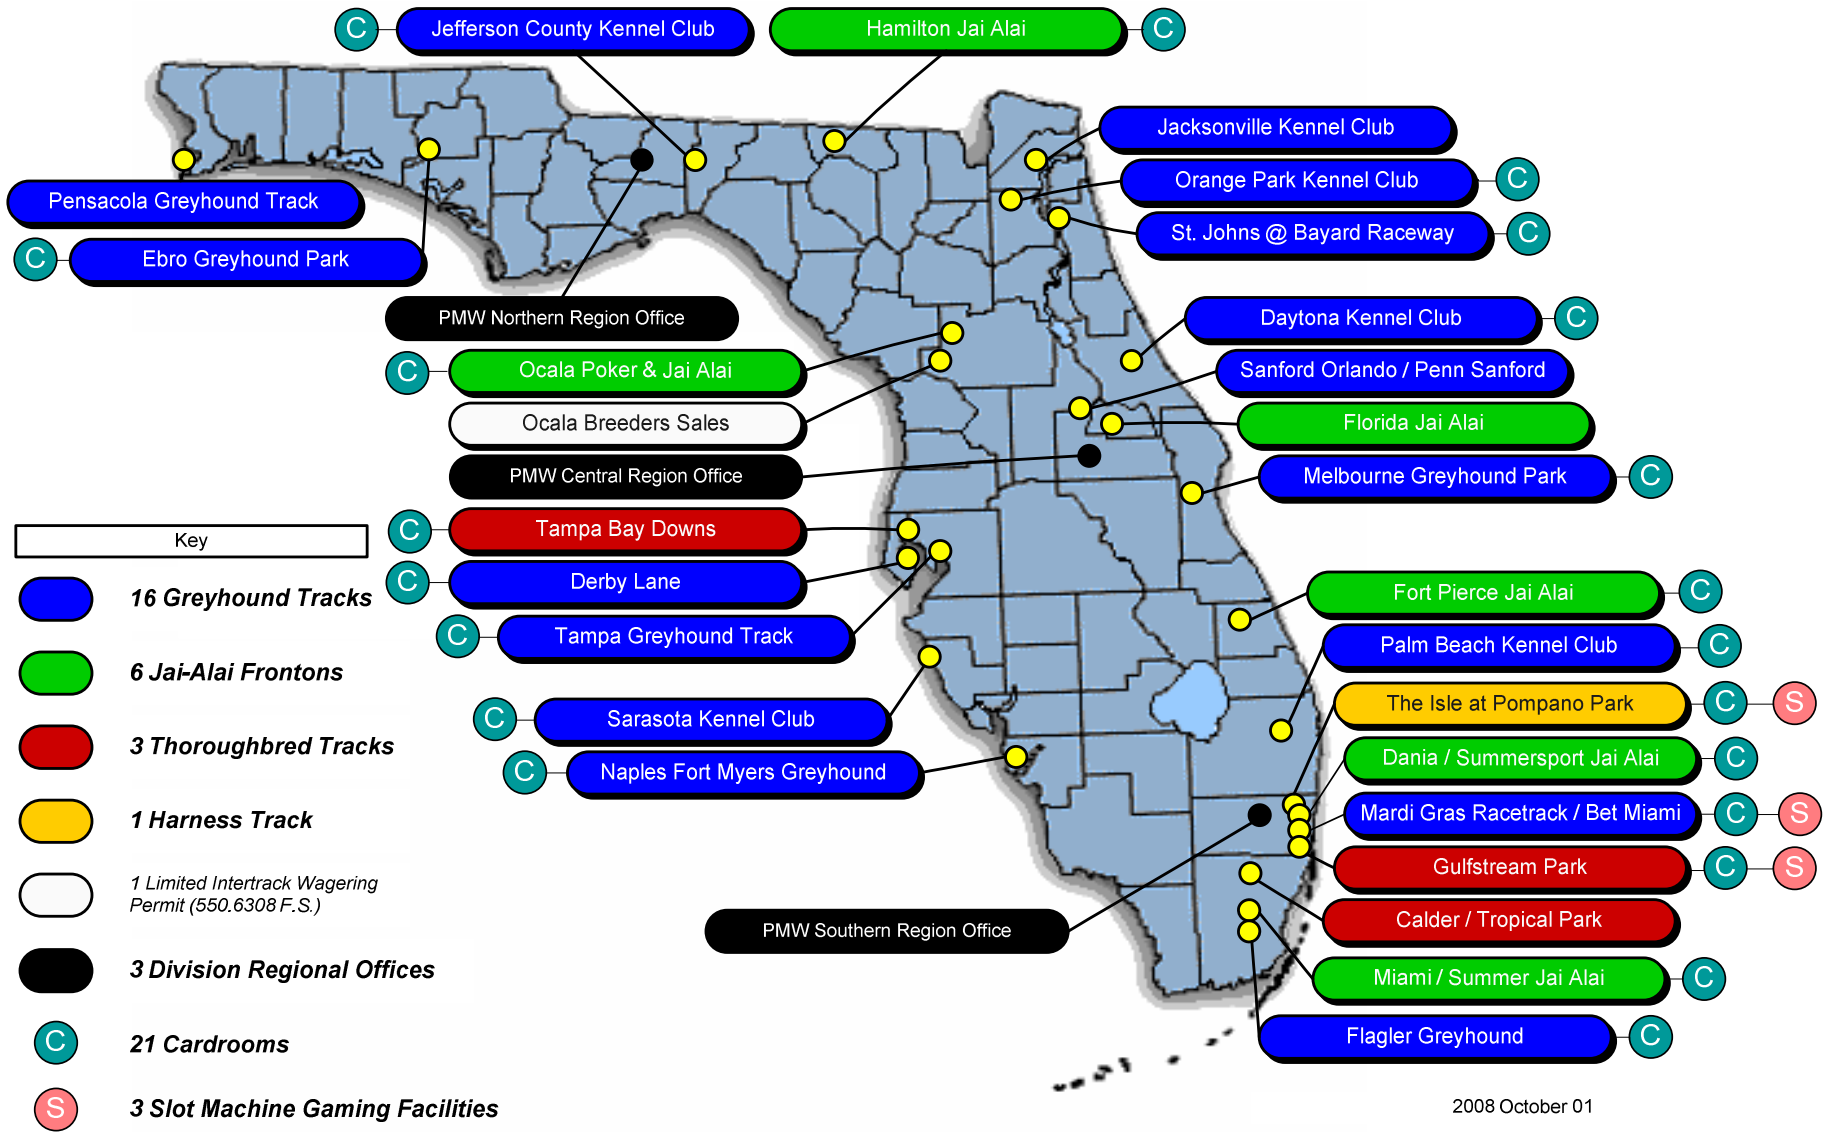 C
Jefferson County Kennel Club
Hamilton Jai Alai
C
Jacksonville Kennel Club
Orange Park Kennel Club
C
St. Johns @ Bayard Raceway
C
Pensacola Greyhound Track
C
Ebro Greyhound Park
PMW Northern Region Office
Daytona Kennel Club
C
C
Ocala Poker & Jai Alai
Sanford Orlando / Penn Sanford
Ocala Breeders Sales
Florida Jai Alai
PMW Central Region Office
Melbourne Greyhound Park
C
C
Tampa Bay Downs
C
Derby Lane
C
Tampa Greyhound Track
Fort Pierce Jai Alai
C
Palm Beach Kennel Club
C
The Isle at Pompano Park
C
S
C
Sarasota Kennel Club
Dania / Summersport Jai Alai
C
C
Naples Fort Myers Greyhound
Mardi Gras Racetrack / Bet Miami
C
S
Gulfstream Park
C
S
Calder / Tropical Park
PMW Southern Region Office
Miami / Summer Jai Alai
C
Flagler Greyhound
C
Key
16 Greyhound Tracks
6 Jai-Alai Frontons
3 Thoroughbred Tracks
1 Harness Track
1 Limited Intertrack Wagering
Permit (550.6308 F.S.)
3 Division Regional Offices
C
21 Cardrooms
S
3 Slot Machine Gaming Facilities
2008 October 01